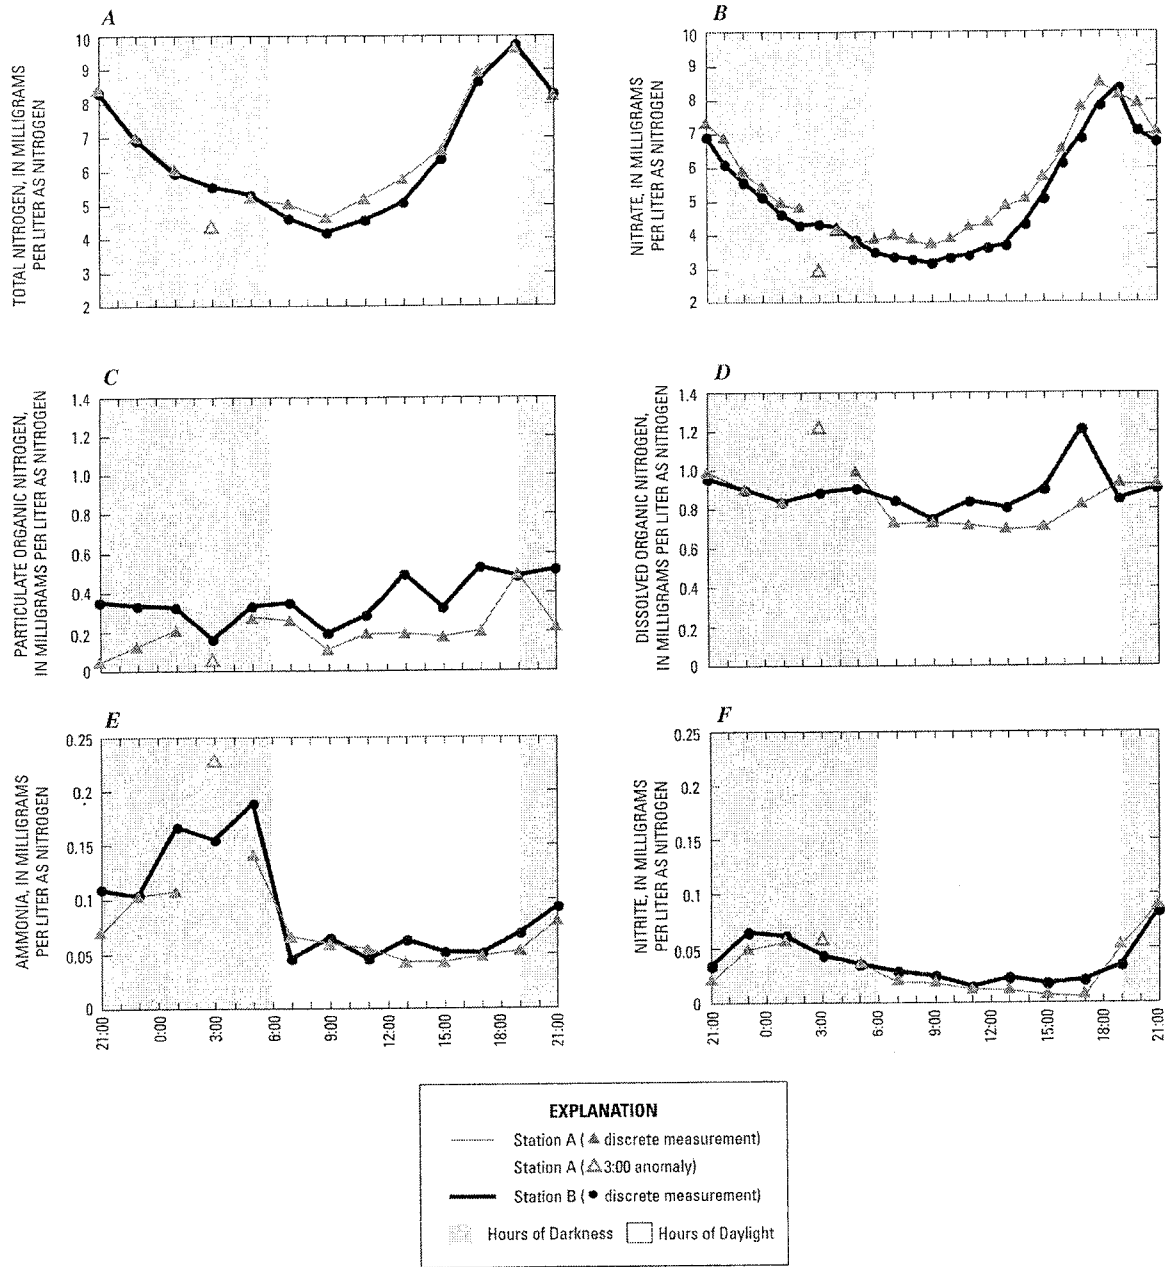 A
TOTAL NITROGEN, IN MILLIGRAMS
PER LITER AS NITROGEN
10
9
8
7
6
5
4
3
2
B
NITRATE, IN MILLIGRAMS
PER LITER AS NITROGEN
10
9
8
7
6
5
4
3
2
C
PARTICULATE ORGANIC NITROGEN,
IN MILLIGRAMS PER LITER AS NITROGEN
1.4
1.2
1.0
0.8
0.6
0.4
0.2
0
D
DISSOLVED ORGANIC NITROGEN,
IN MILLIGRAMS PER LITER AS NITROGEN
1.4
1.2
1.0
0.8
0.6
0.4
0.2
0
E
AMMONIA, IN MILLIGRAMS
PER LITER AS NITROGEN
0.25
0.2
0.15
0.1
0.05
0
21:00
0:00
3:00
6:00
9:00
12:00
15:00
18:00
21:00
F
NITRITE, IN MILLIGRAMS
PER LITER AS NITROGEN
0.25
0.2
0.15
0.1
0.05
0
21:00
0:00
3:00
6:00
9:00
12:00
15:00
18:00
21:00
EXPLANATION
Station A (▲ discrete measurement)
Station A (△ 3:00 anomaly)
Station B (● discrete measurement)
Hours of Darkness Hours of Daylight